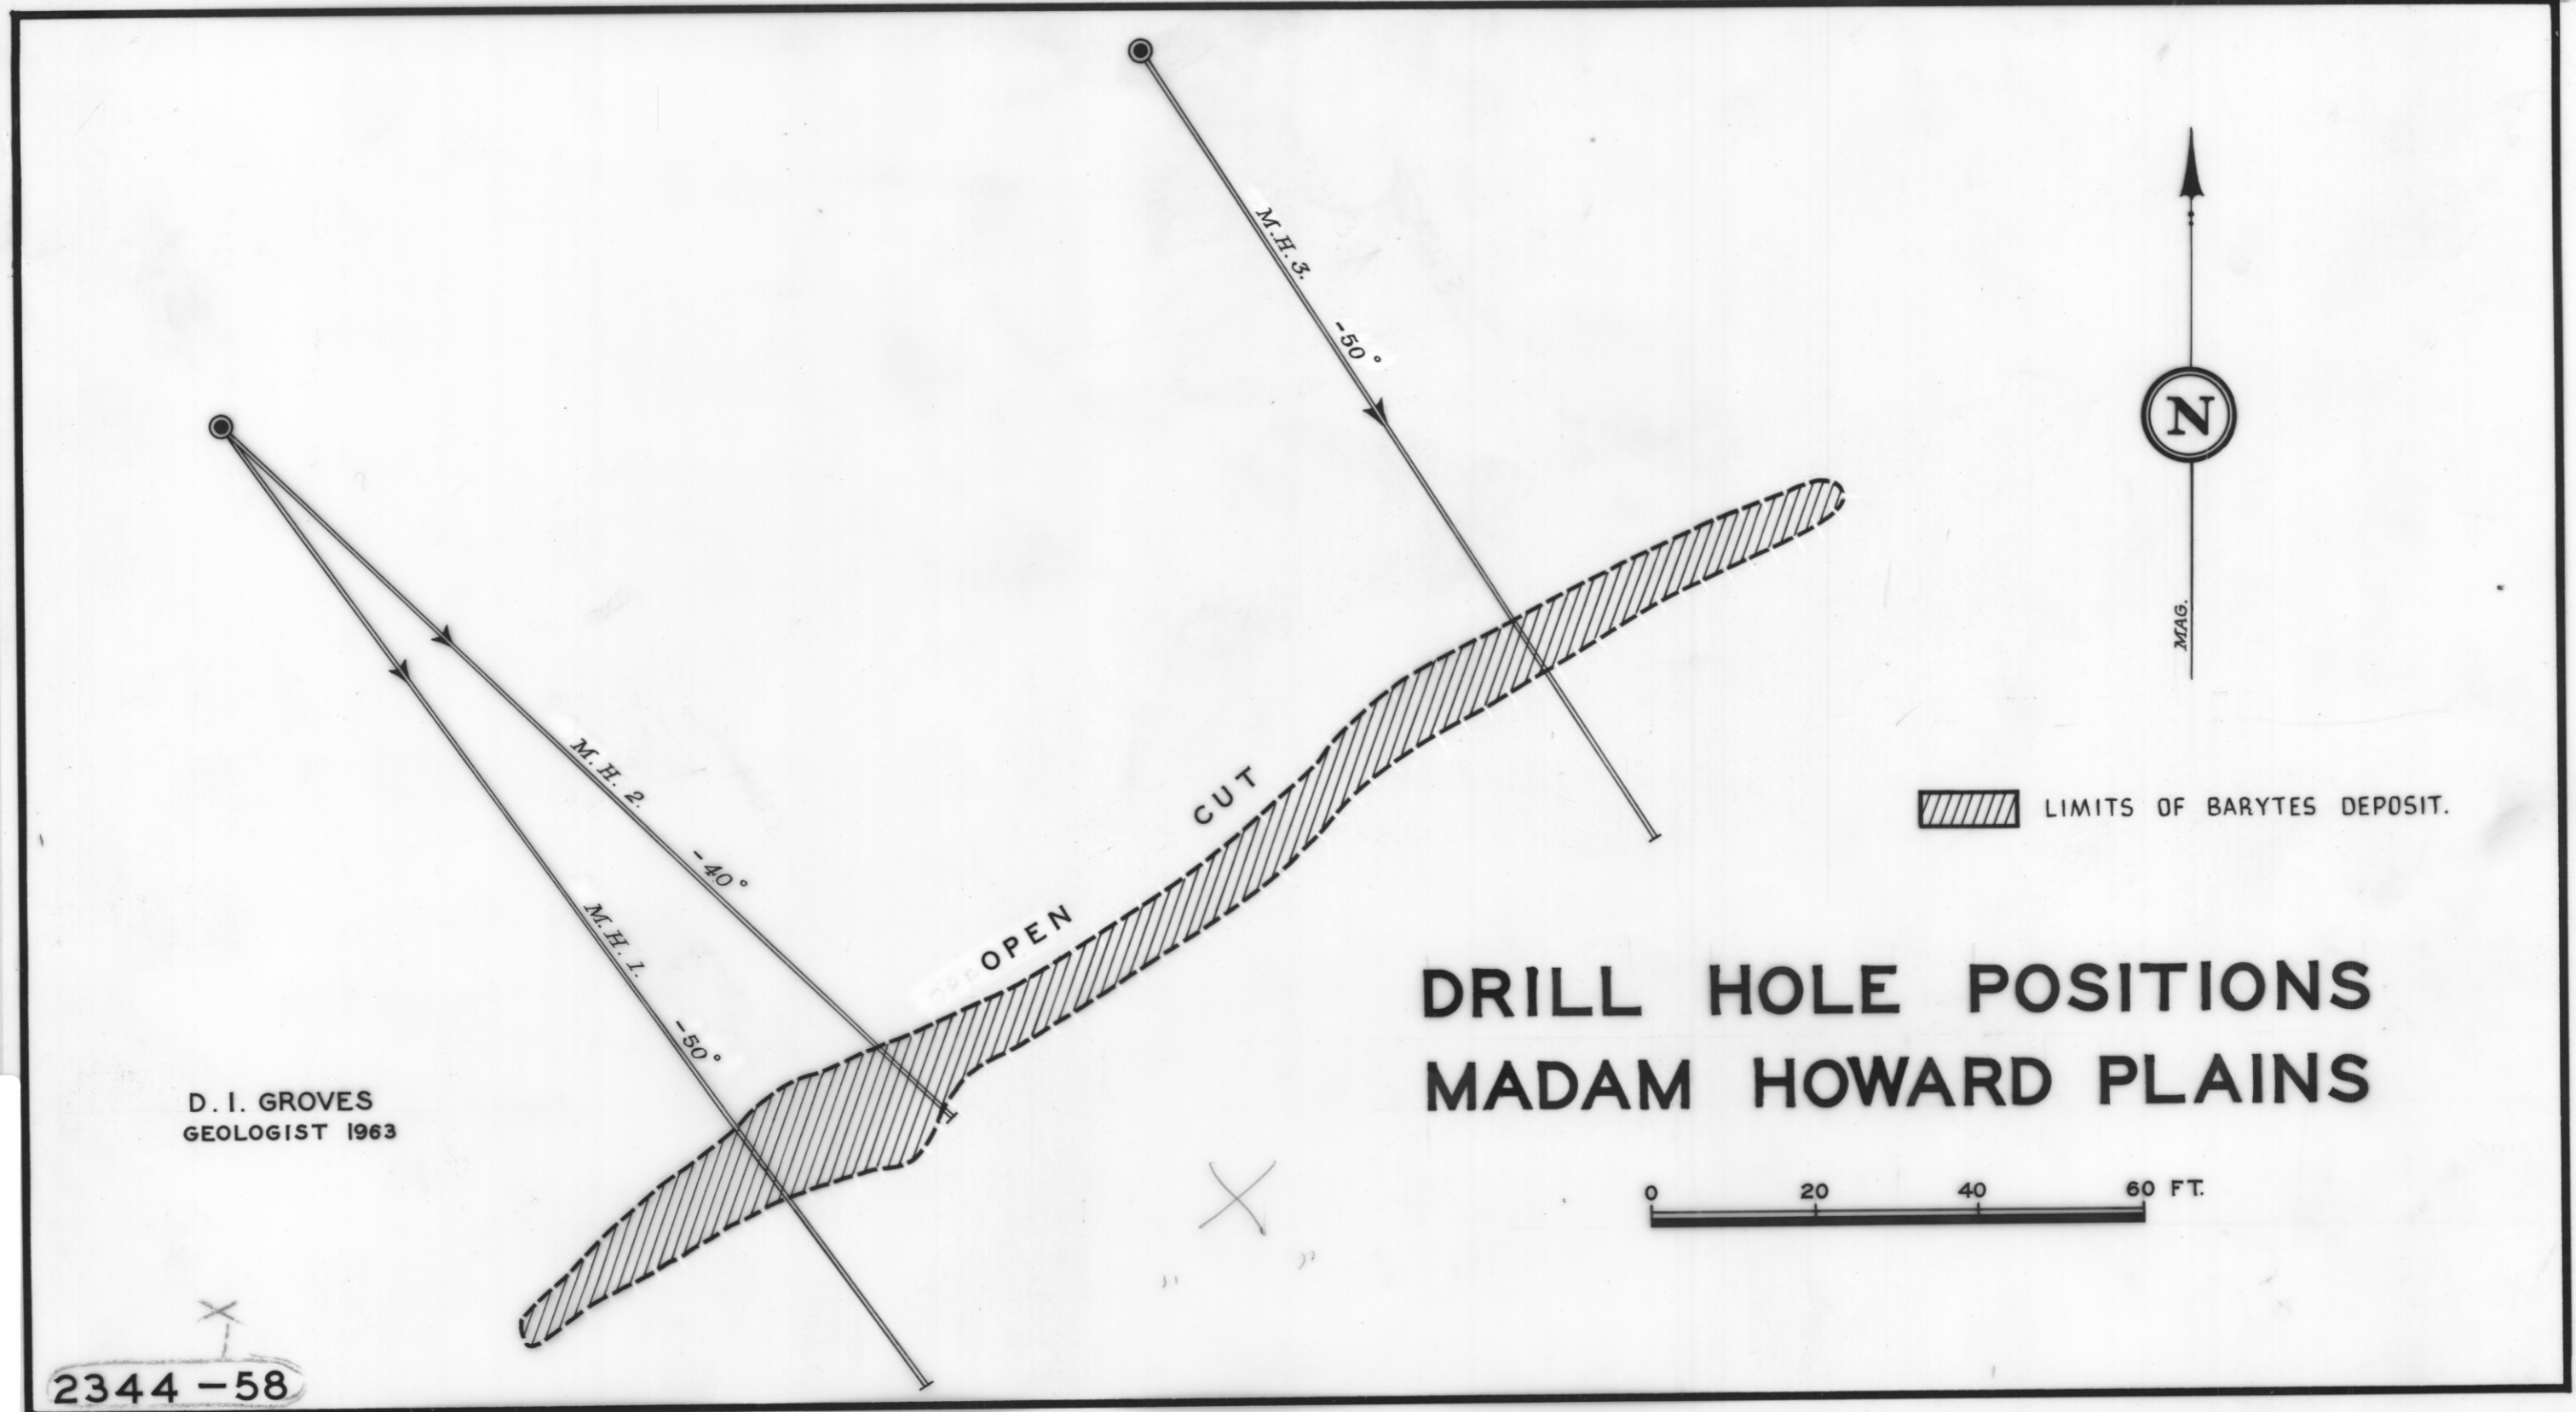 M.H.3.
-50°
N
MAG.
M.H.2.
-40°
M.H.1.
-50°
OPEN CUT
LIMITS OF BARYTES DEPOSIT.
DRILL HOLE POSITIONS
MADAM HOWARD PLAINS
0 20 40 60 FT.
D. I. GROVES
GEOLOGIST 1963
2344-58